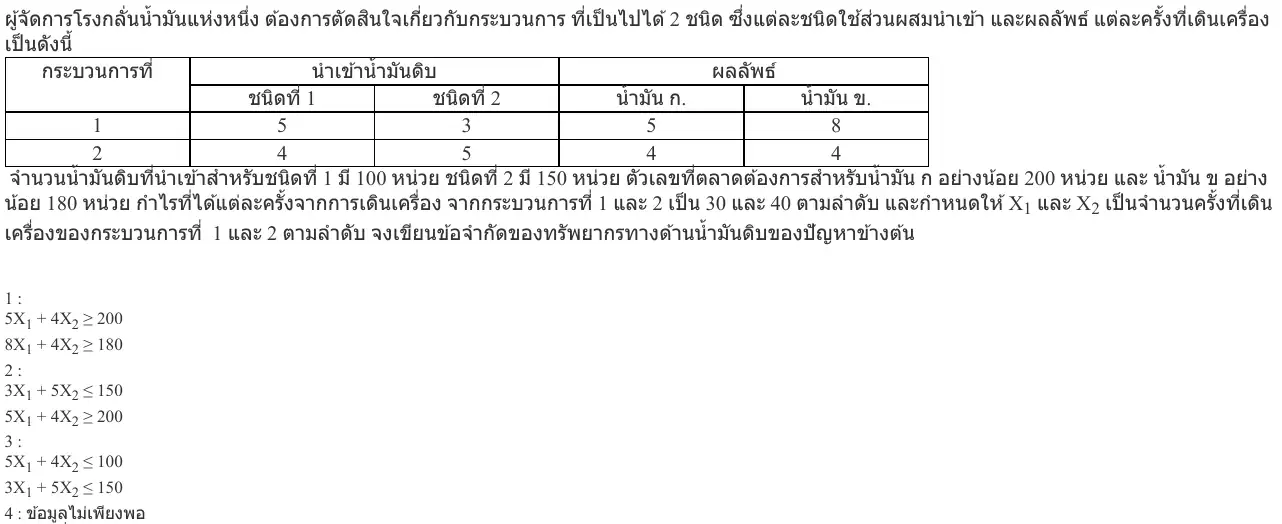 ผู้จัดการโรงกลั่นน้ำมันแห่งหนึ่ง ต้องการตัดสินใจเกี่ยวกับกระบวนการ ที่เป็นไปได้ 2 ชนิด ซึ่งแต่ละชนิดใช้ส่วนผสมนำเข้า และผลลัพธ์ แต่ละครั้งที่เดินเครื่อง
เป็นดังนี้
กระบวนการที่ นำเข้าน้ำมันดิบ ผลลัพธ์
ชนิดที่ 1 ชนิดที่ 2 น้ำมัน ก. น้ำมัน ข.
1 5 3 5 8
2 4 5 4 4
จำนวนน้ำมันดิบที่นำเข้าสำหรับชนิดที่ 1 มี 100 หน่วย ชนิดที่ 2 มี 150 หน่วย ตัวเลขที่ตลาดต้องการสำหรับน้ำมัน ก อย่างน้อย 200 หน่วย และ น้ำมัน ข อย่าง
น้อย 180 หน่วย กำไรที่ได้แต่ละครั้งจากการเดินเครื่อง จากกระบวนการที่ 1 และ 2 เป็น 30 และ 40 ตามลำดับ และกำหนดให้ X₁ และ X₂ เป็นจำนวนครั้งที่เดิน
เครื่องของกระบวนการที่ 1 และ 2 ตามลำดับ จงเขียนข้อจำกัดของทรัพยากรทางด้านน้ำมันดิบของปัญหาข้างต้น
1 :
5X₁ + 4X₂ ≥ 200
8X₁ + 4X₂ ≥ 180
2 :
3X₁ + 5X₂ ≤ 150
5X₁ + 4X₂ ≥ 200
3 :
5X₁ + 4X₂ ≤ 100
3X₁ + 5X₂ ≤ 150
4 : ข้อมูลไม่เพียงพอ